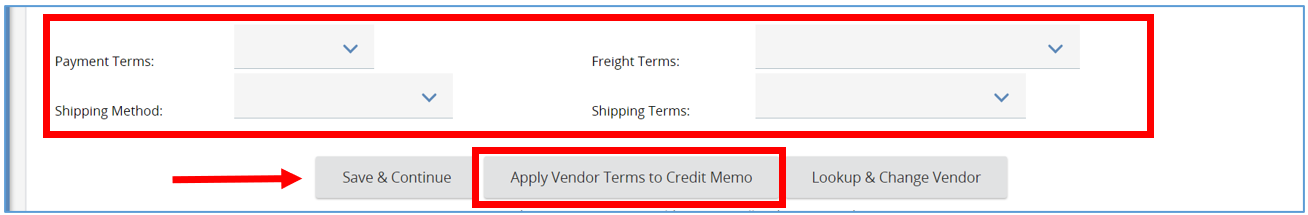 Payment Terms: Freight Terms:
Shipping Method: Shipping Terms:
Save & Continue Apply Vendor Terms to Credit Memo Lookup & Change Vendor